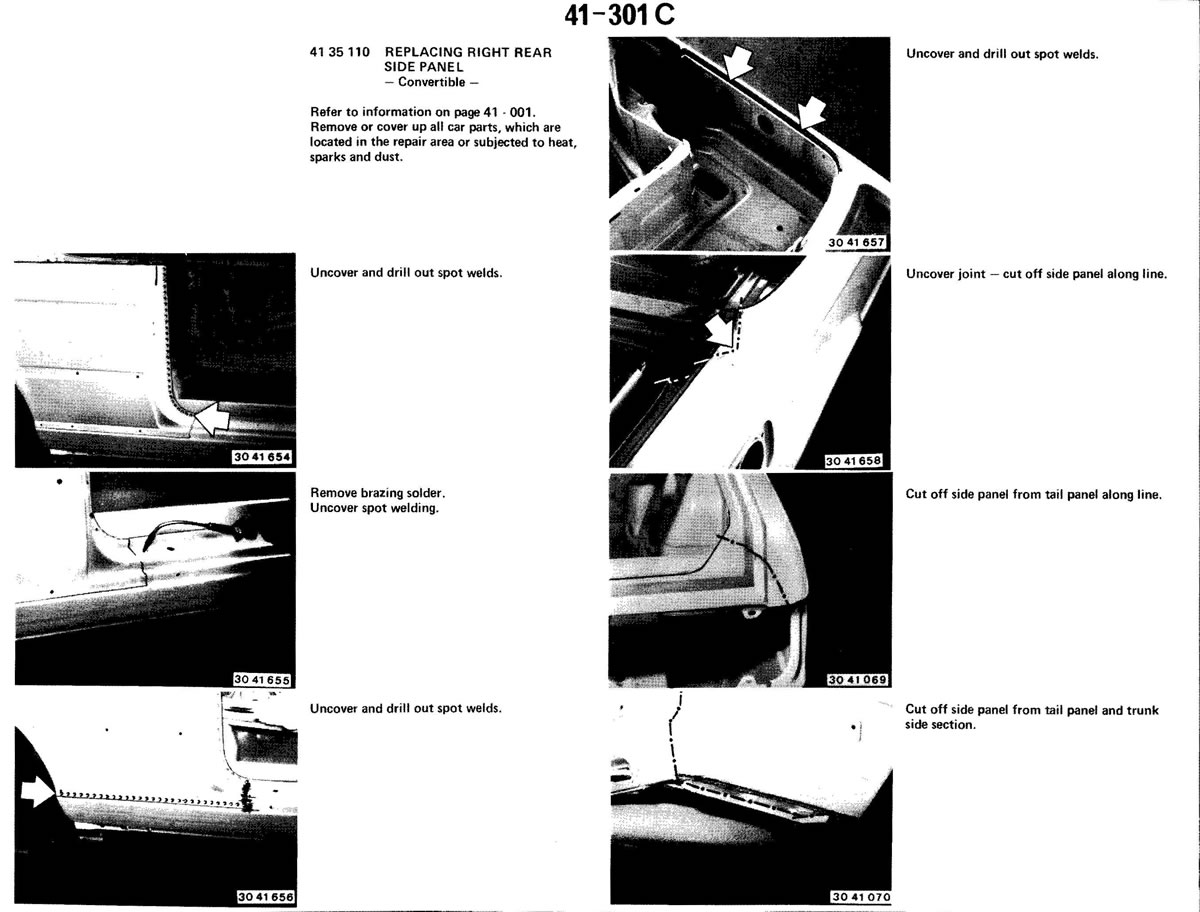 41-301 C
41 35 110 REPLACING RIGHT REAR
SIDE PANEL
– Convertible –
Refer to information on page 41 - 001.
Remove or cover up all car parts, which are
located in the repair area or subjected to heat,
sparks and dust.
Uncover and drill out spot welds.
30 41 654
Remove brazing solder.
Uncover spot welding.
30 41 655
Uncover and drill out spot welds.
30 41 656
Uncover and drill out spot welds.
30 41 657
Uncover joint – cut off side panel along line.
30 41 658
Cut off side panel from tail panel along line.
30 41 069
Cut off side panel from tail panel and trunk
side section.
30 41 070